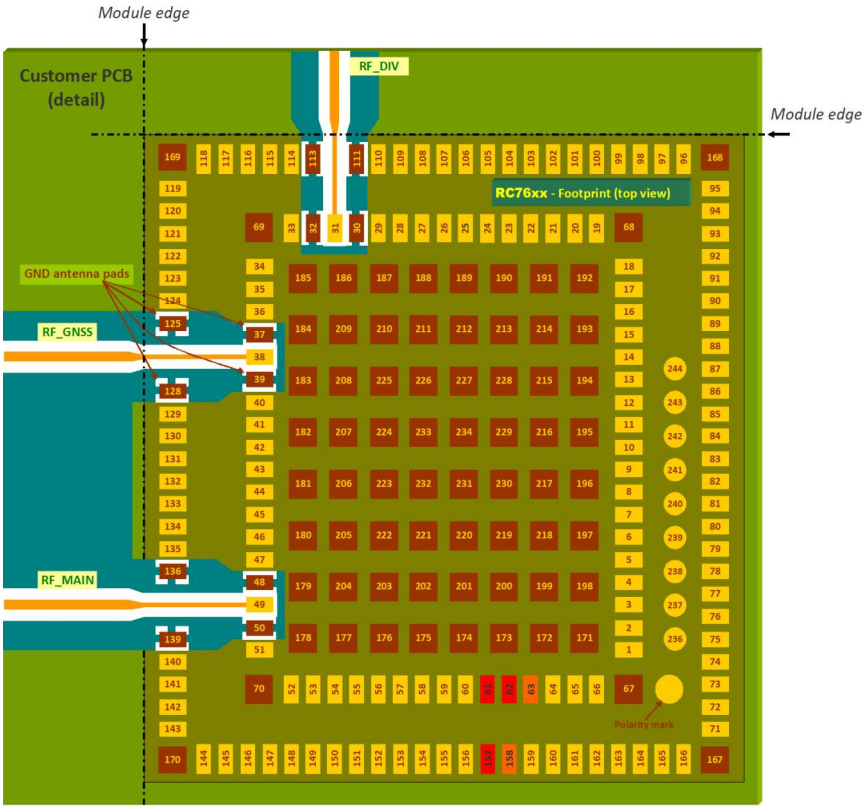 Module edge
Customer PCB
(detail)
RF_DIV
Module edge
169 118 117 116 115 114 113 111 110 109 108 107 106 105 104 103 102 101 100 99 98 97 96 168
RC76xx - Footprint (top view)
119 95
120 94
69 33 32 31 30 29 28 27 26 25 24 23 22 21 20 19 68
121 93
122 92
34 18
GND antenna pads
123 185 186 187 188 189 190 191 192 91
35 17
124 90
36 16
125 89
RF_GNSS
37 184 209 210 211 212 213 214 193 15
88
38 14
244 87
39 183 208 225 226 227 228 215 194 13
128 86
40 12 243
129 85
41 11
130 182 207 224 233 234 229 216 195 242 84
42 10
131 83
43 9 241
132 181 206 223 232 231 230 217 196 82
44 8
133 240 81
45 7
134 80
46 180 205 222 221 220 219 218 197 6 239
135 79
47 5
136 238 78
RF_MAIN
48 179 204 203 202 201 200 199 198 4
77
49 3 237
76
50 2
139 178 177 176 175 174 173 172 171 236 75
51 1
140 74
141 70 52 53 54 55 56 57 58 59 60 61 62 63 64 65 66 67 73
142 72
Polarity mark
143 71
170 144 145 146 147 148 149 150 151 152 153 154 155 156 157 158 159 160 161 162 163 164 165 166 167